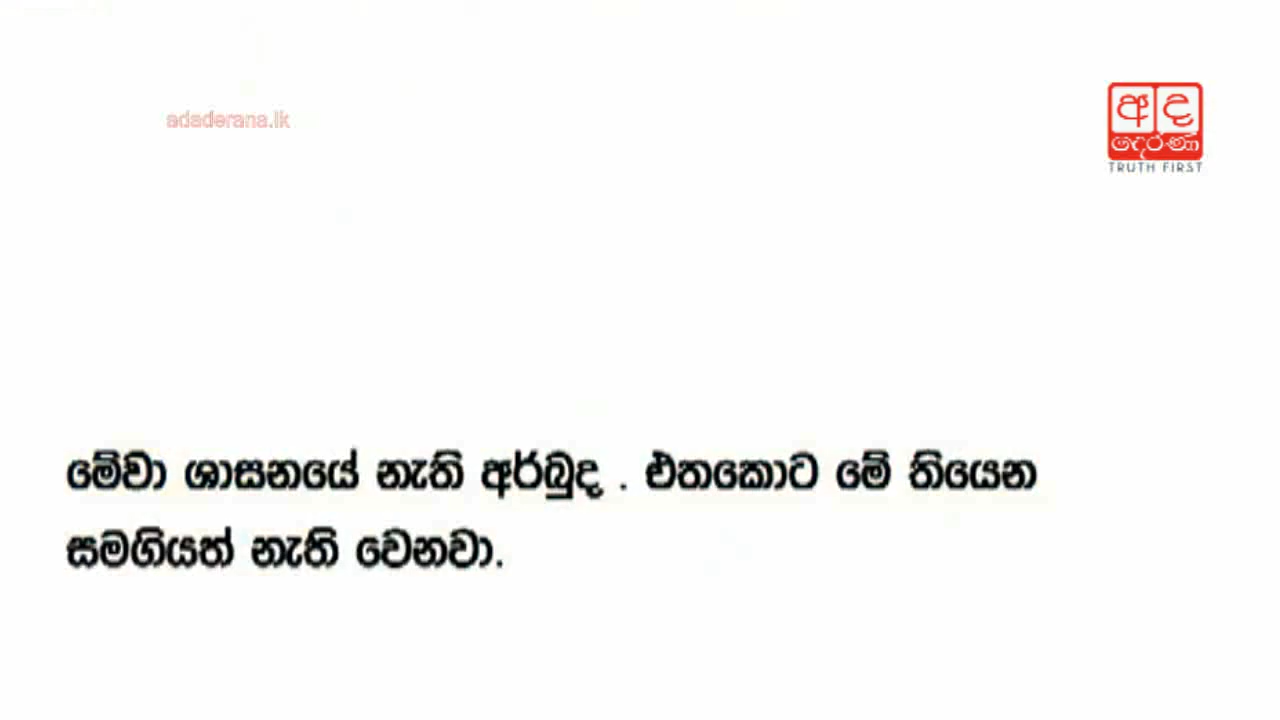 adaderana.lk
අද
දෙරණ
TRUTH FIRST
මේවා ශාසනයේ නැති අර්බුද . එතකොට මේ තියෙන
සමගියත් නැති වෙනවා.